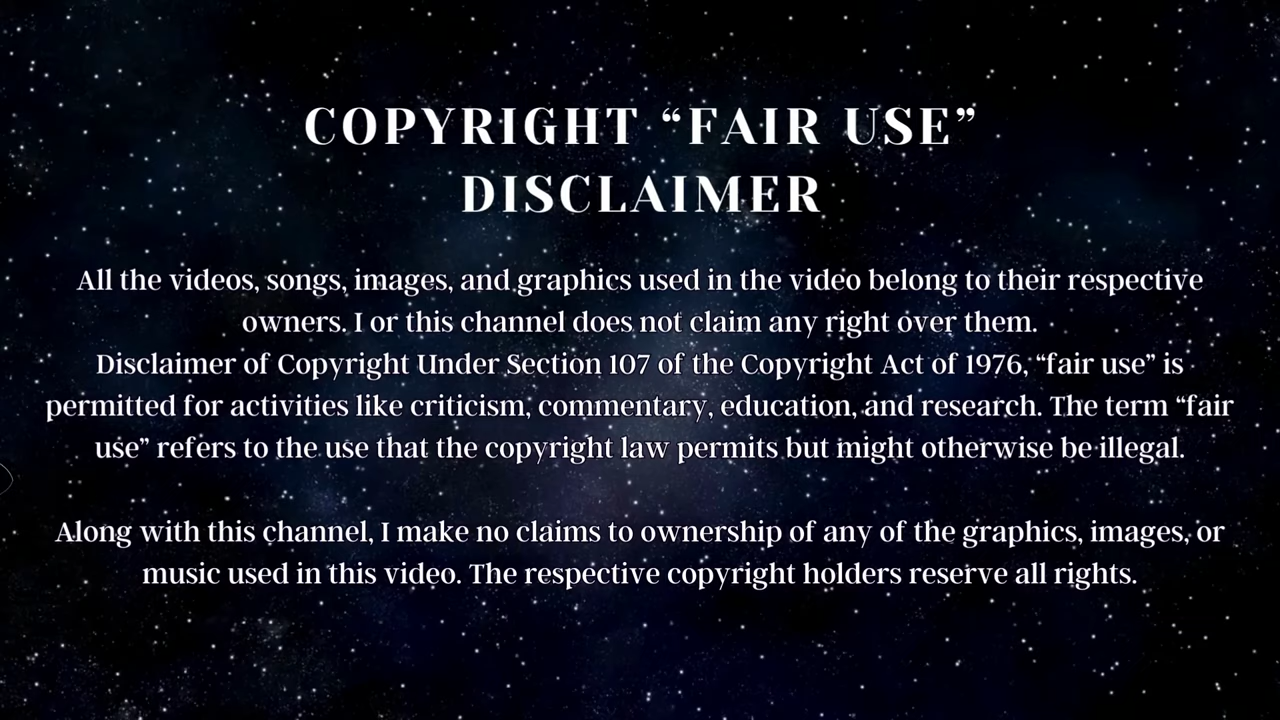 COPYRIGHT “FAIR USE”
DISCLAIMER
All the videos, songs, images, and graphics used in the video belong to their respective
owners. I or this channel does not claim any right over them.
Disclaimer of Copyright Under Section 107 of the Copyright Act of 1976, “fair use” is
permitted for activities like criticism, commentary, education, and research. The term “fair
use” refers to the use that the copyright law permits but might otherwise be illegal.
Along with this channel, I make no claims to ownership of any of the graphics, images, or
music used in this video. The respective copyright holders reserve all rights.